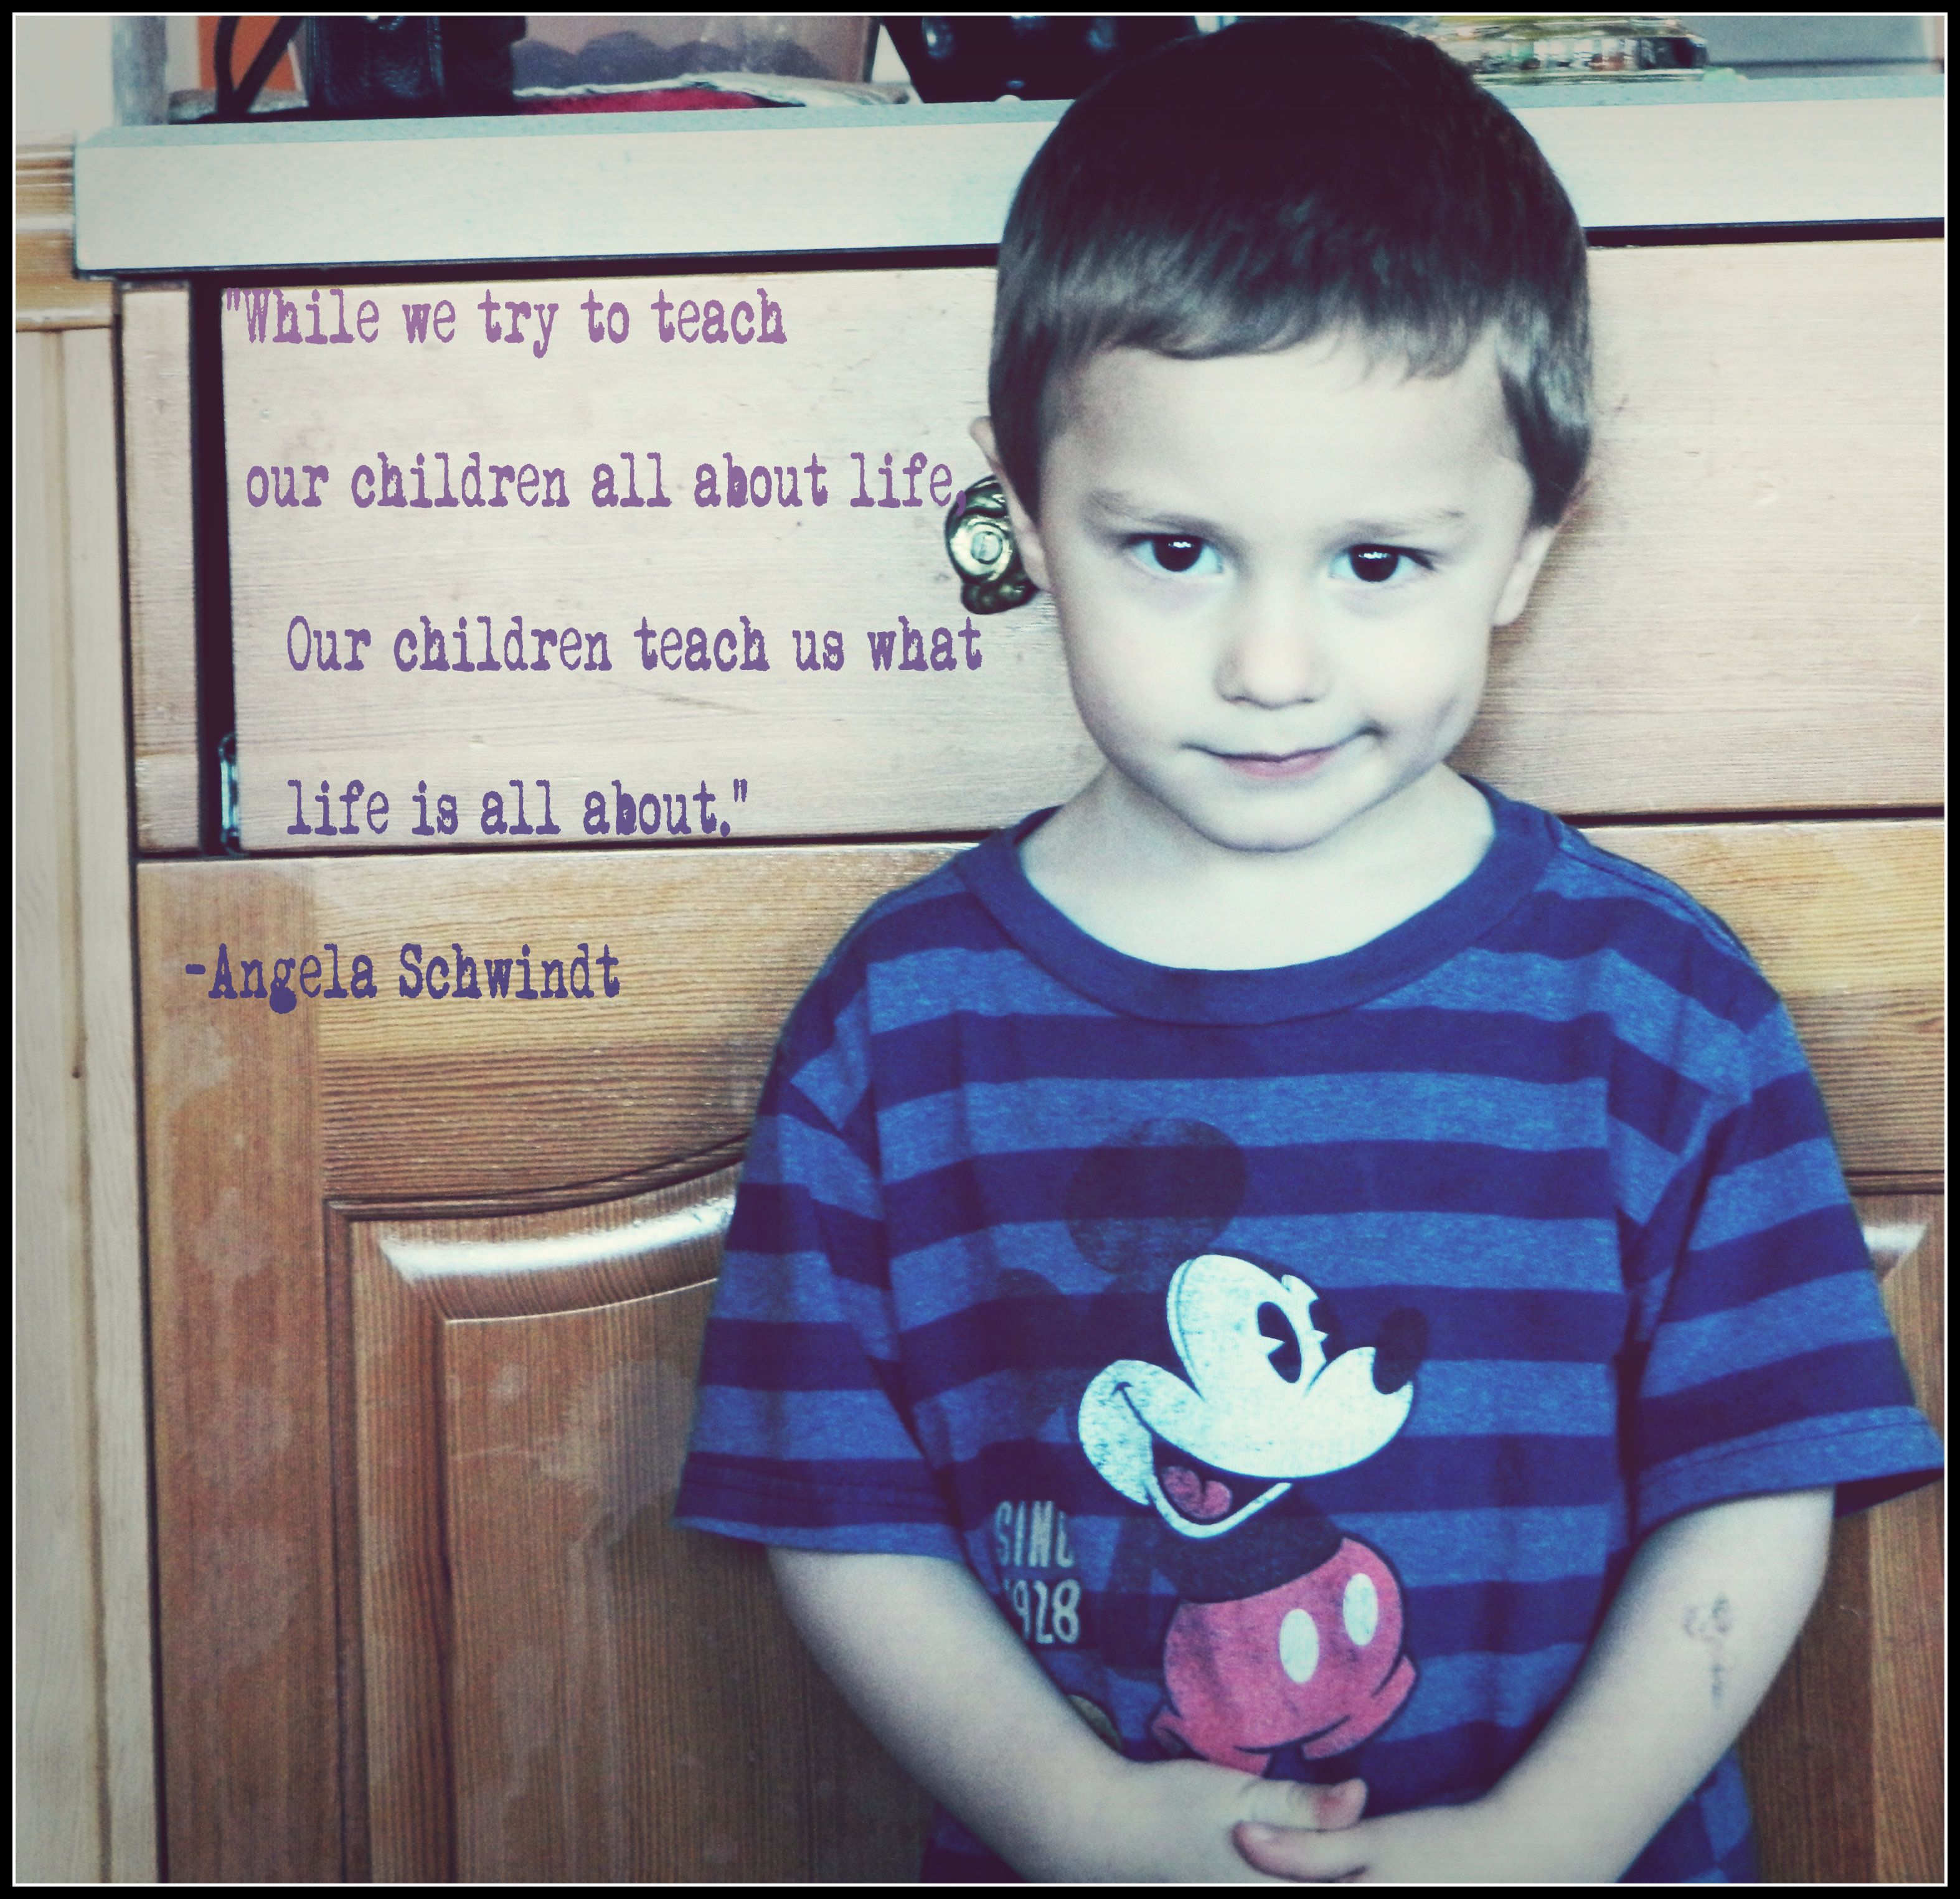 "While we try to teach
our children all about life,
Our children teach us what
life is all about."
-Angela Schwindt
SINC
1928